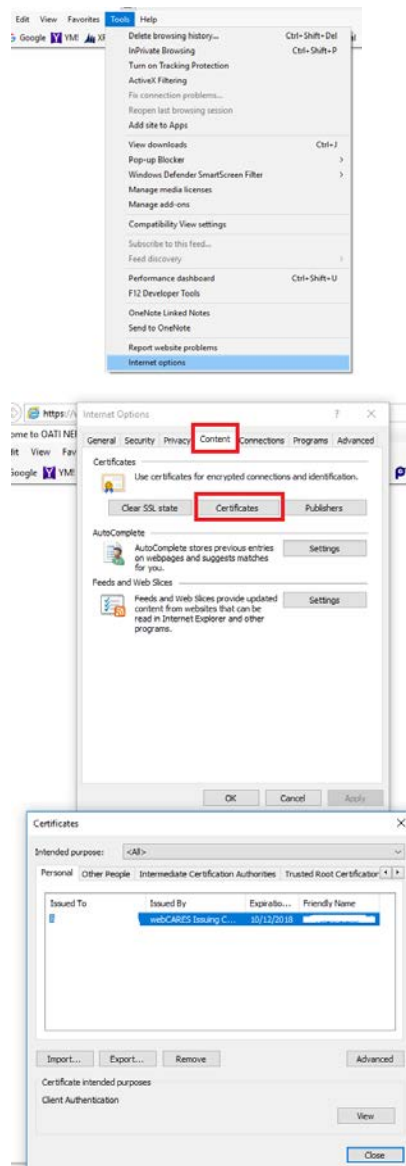 Edit View Favorites Tools Help
Google YM! XF
Delete browsing history... Ctrl+Shift+Del
InPrivate Browsing Ctrl+Shift+P
Turn on Tracking Protection
ActiveX Filtering
Fix connection problems...
Reopen last browsing session
Add site to Apps
View downloads Ctrl+J
Pop-up Blocker
Windows Defender SmartScreen Filter
Manage media licenses
Manage add-ons
Compatibility View settings
Subscribe to this feed...
Feed discovery
Performance dashboard Ctrl+Shift+U
F12 Developer Tools
OneNote Linked Notes
Send to OneNote
Report website problems
Internet options
https:// Internet Options ? ×
ome to OATI NE
General Security Privacy Content Connections Programs Advanced
dit View Fav
Google YM!
Certificates
Use certificates for encrypted connections and identification.
Clear SSL state Certificates Publishers
AutoComplete
AutoComplete stores previous entries
on webpages and suggests matches
for you.
Settings
Feeds and Web Slices
Feeds and Web Slices provide updated
content from websites that can be
read in Internet Explorer and other
programs.
Settings
OK Cancel Apply
Certificates ×
Intended purpose: <All>
Personal Other People Intermediate Certification Authorities Trusted Root Certification
Issued To Issued By Expiratio... Friendly Name
webCARES Issuing C... 10/12/2018
Import... Export... Remove Advanced
Certificate intended purposes
Client Authentication
View
Close